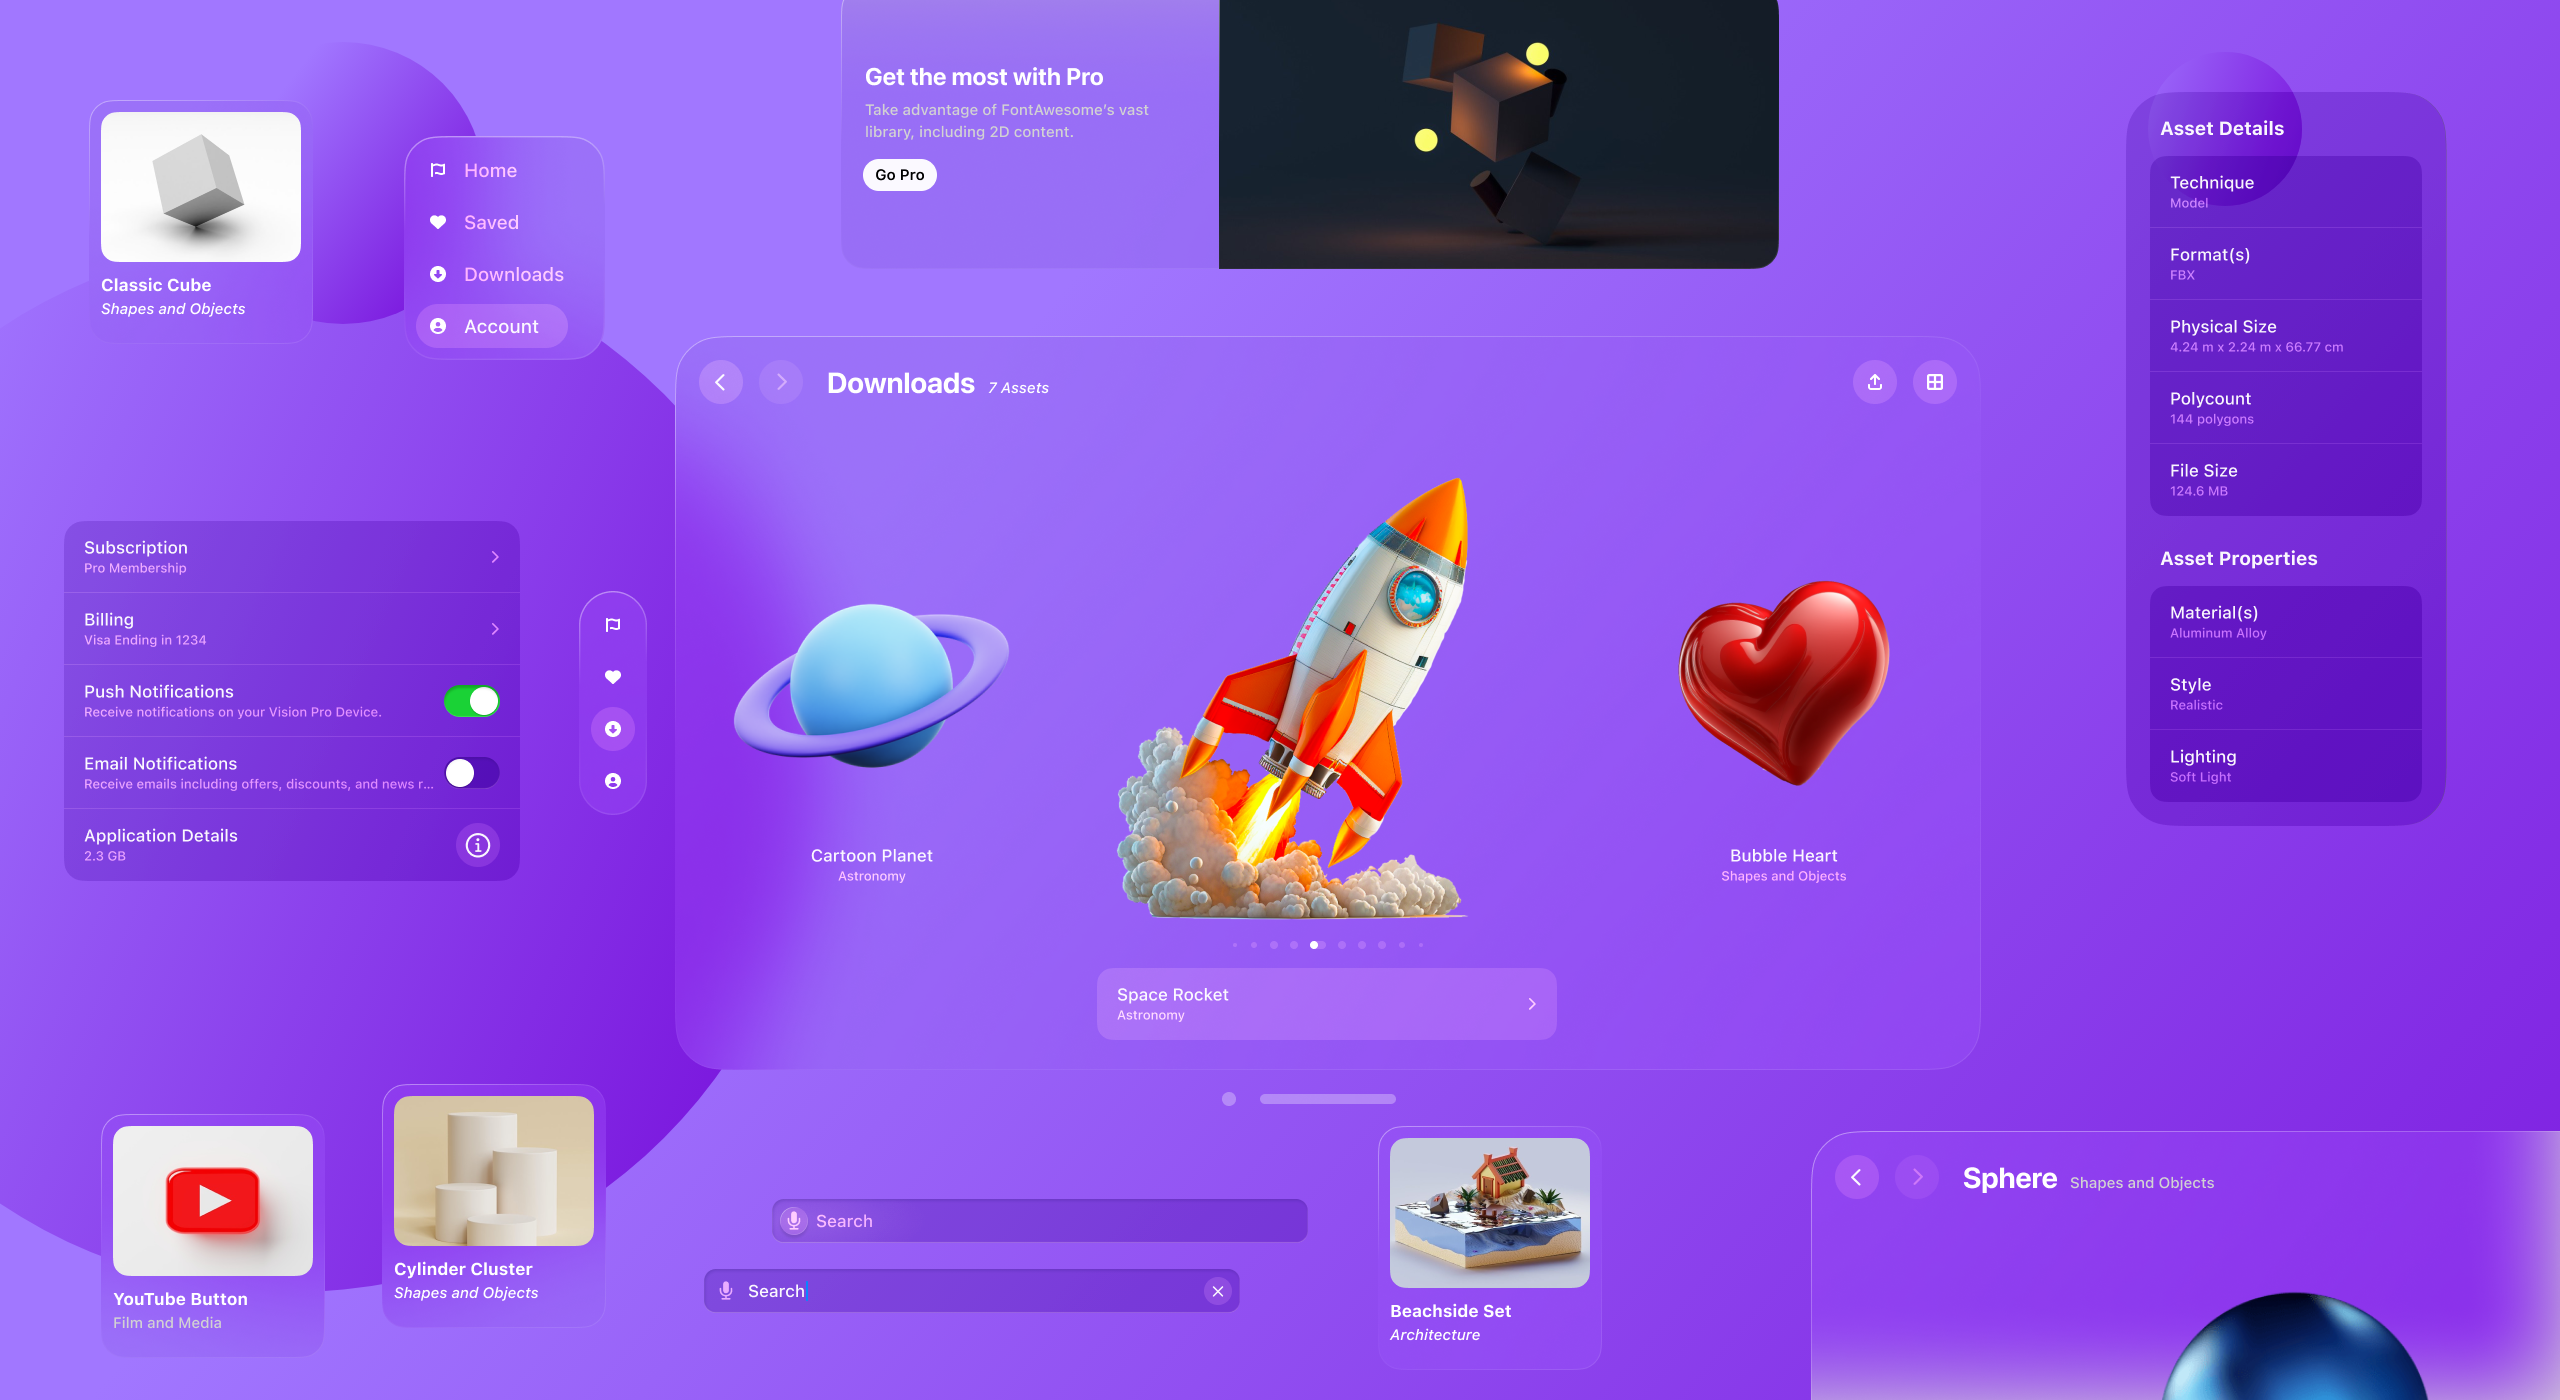 Get the most with Pro
Take advantage of FontAwesome's vast
library, including 2D content.
Go Pro
Classic Cube
Shapes and Objects
Home
Saved
Downloads
Account
Asset Details
Technique
Model
Format(s)
FBX
Physical Size
4.24 m x 2.24 m x 66.77 cm
Polycount
144 polygons
File Size
124.6 MB
Asset Properties
Material(s)
Aluminum Alloy
Style
Realistic
Lighting
Soft Light
Downloads 7 Assets
Subscription
Pro Membership
Billing
Visa Ending in 1234
Push Notifications
Receive notifications on your Vision Pro Device.
Email Notifications
Receive emails including offers, discounts, and news r...
Application Details
2.3 GB
Cartoon Planet
Astronomy
Bubble Heart
Shapes and Objects
Space Rocket
Astronomy
YouTube Button
Film and Media
Cylinder Cluster
Shapes and Objects
Search
Search
Beachside Set
Architecture
Sphere Shapes and Objects